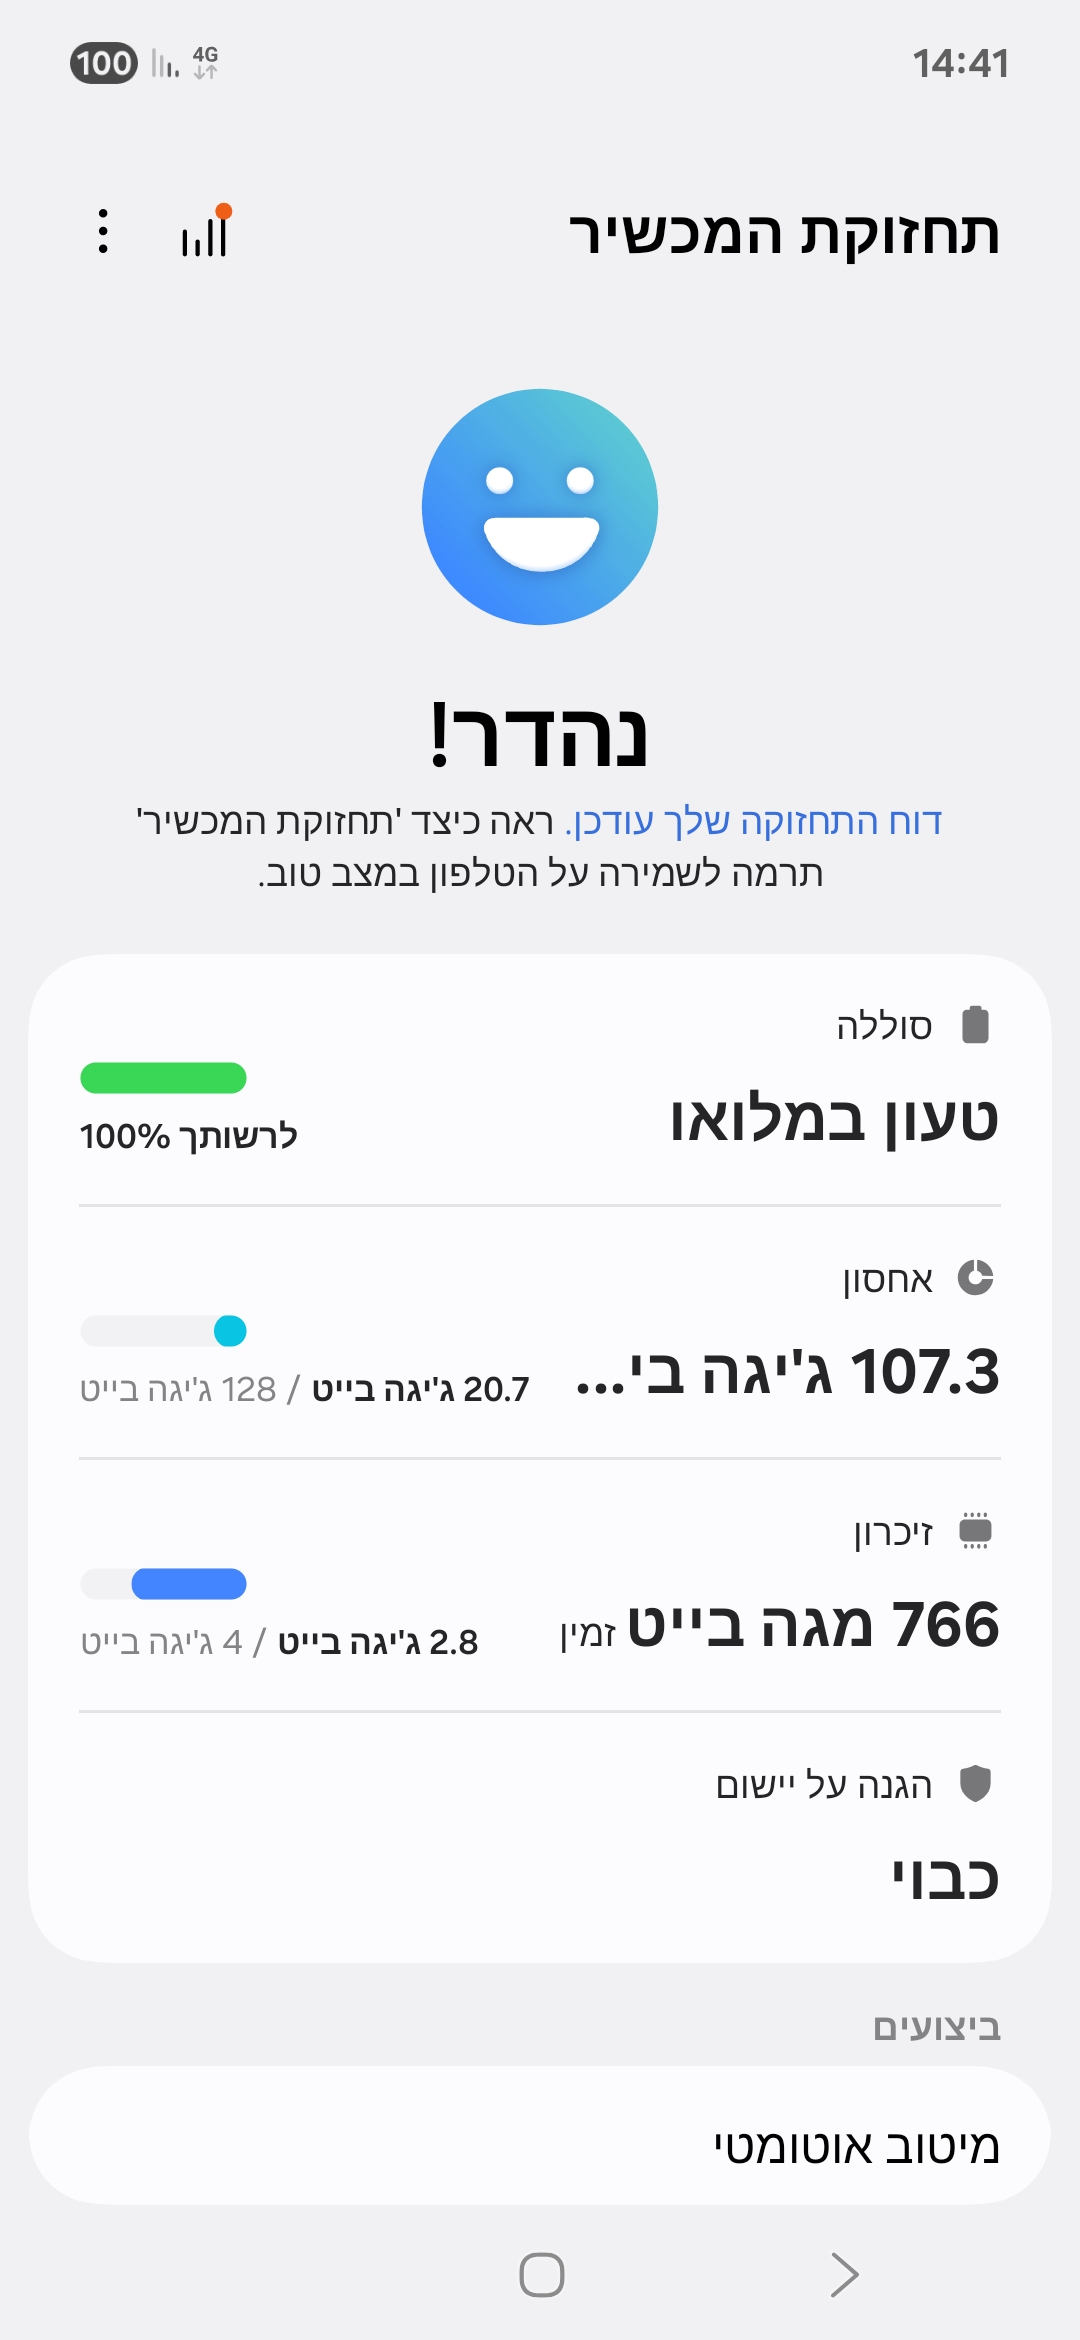 14:41
4G
100
תחזוקת המכשיר
נהדר!
דוח התחזוקה שלך עודכן. ראה כיצד 'תחזוקת המכשיר'
תרמה לשמירה על הטלפון במצב טוב.
סוללה
טעון במלואו
לרשותך 100%
אחסון
107.3 ג'יגה בי...
20.7 ג'יגה בייט / 128 ג'יגה בייט
זיכרון
766 מגה בייט זמין
2.8 ג'יגה בייט / 4 ג'יגה בייט
הגנה על יישום
כבוי
ביצועים
מיטוב אוטומטי